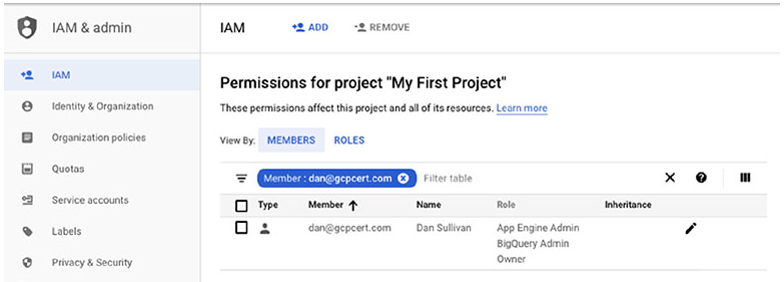 IAM & admin
IAM
ADD
REMOVE
IAM
Identity & Organization
Organization policies
Quotas
Service accounts
Labels
Privacy & Security
Permissions for project "My First Project"
These permissions affect this project and all of its resources. Learn more
View By: MEMBERS ROLES
Member : dan@gcpcert.com Filter table
Type Member Name Role Inheritance
dan@gcpcert.com Dan Sullivan App Engine Admin
BigQuery Admin
Owner